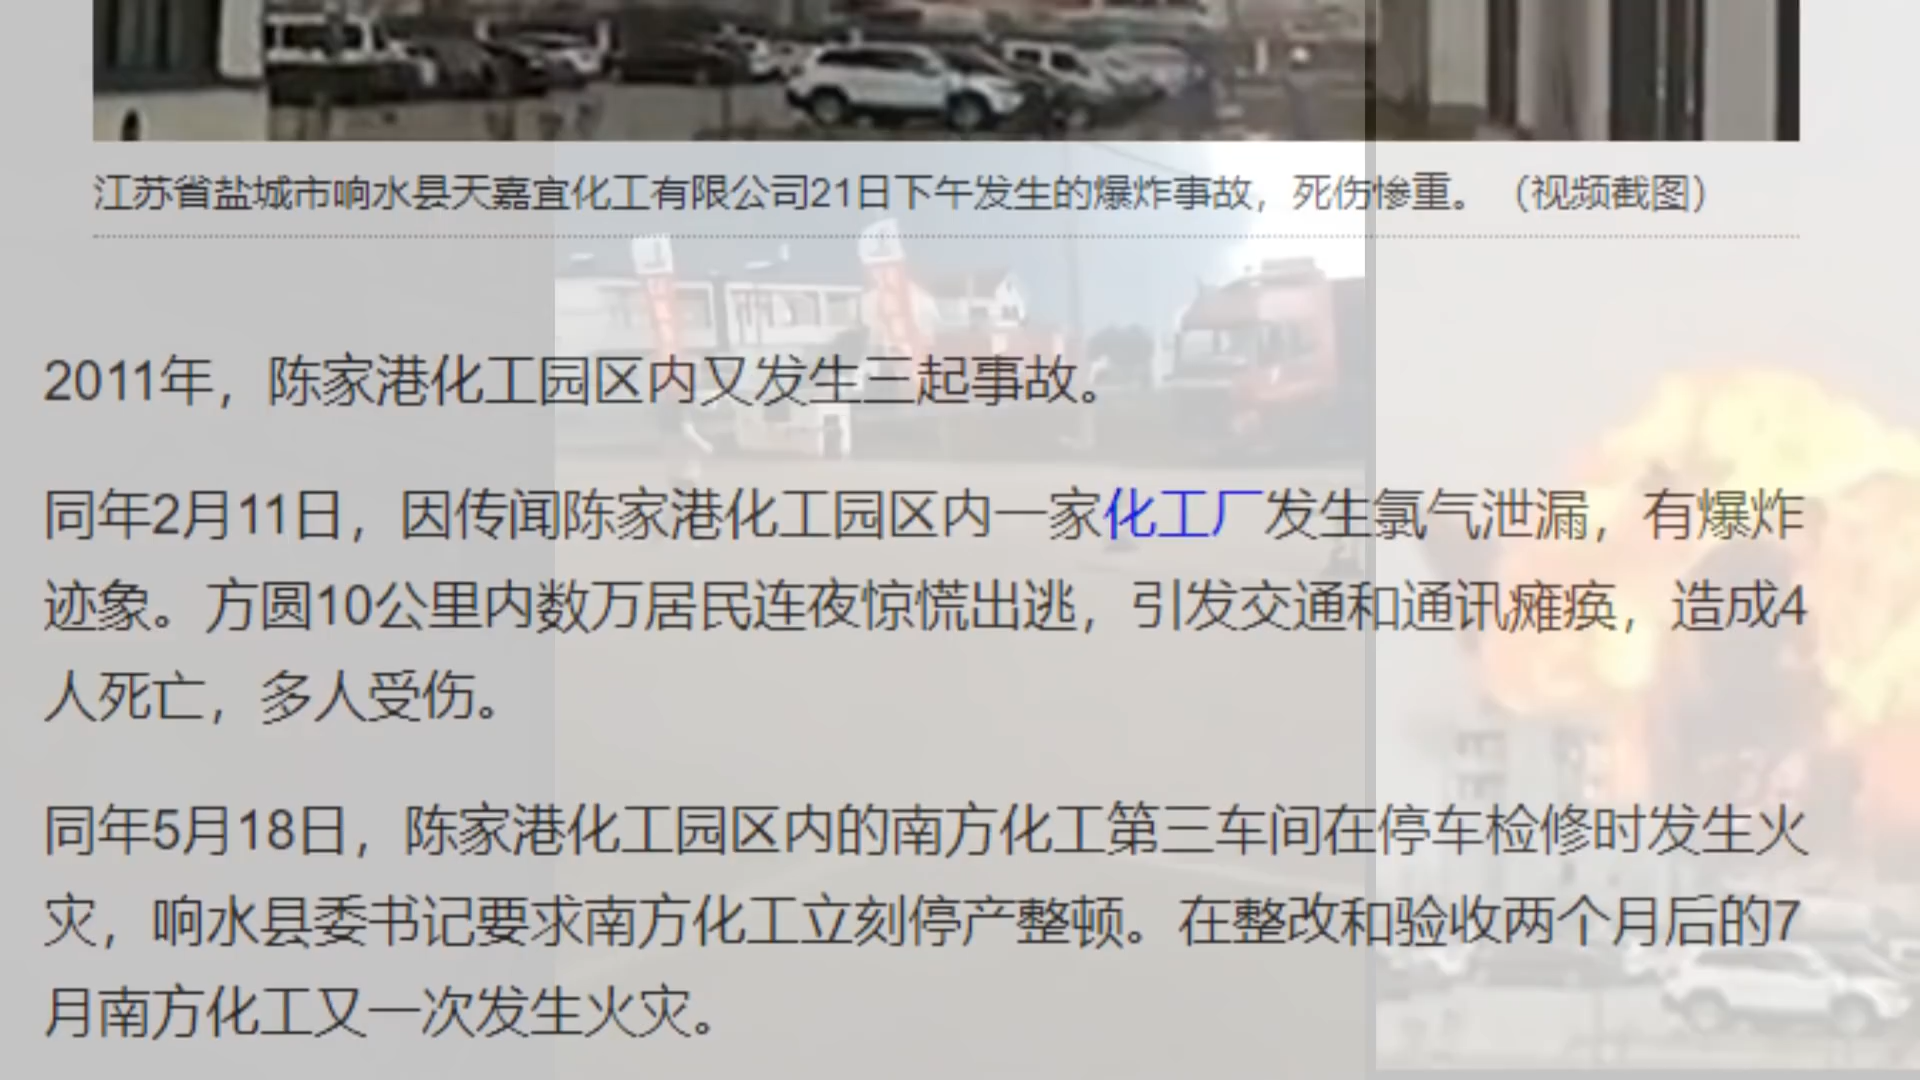 江苏省盐城市响水县天嘉宜化工有限公司21日下午发生的爆炸事故，死伤惨重。（视频截图）
2011年，陈家港化工园区内又发生三起事故。
同年2月11日，因传闻陈家港化工园区内一家化工厂发生氯气泄漏，有爆炸
迹象。方圆10公里内数万居民连夜惊慌出逃，引发交通和通讯瘫痪，造成4
人死亡，多人受伤。
同年5月18日，陈家港化工园区内的南方化工第三车间在停车检修时发生火
灾，响水县委书记要求南方化工立刻停产整顿。在整改和验收两个月后的7
月南方化工又一次发生火灾。